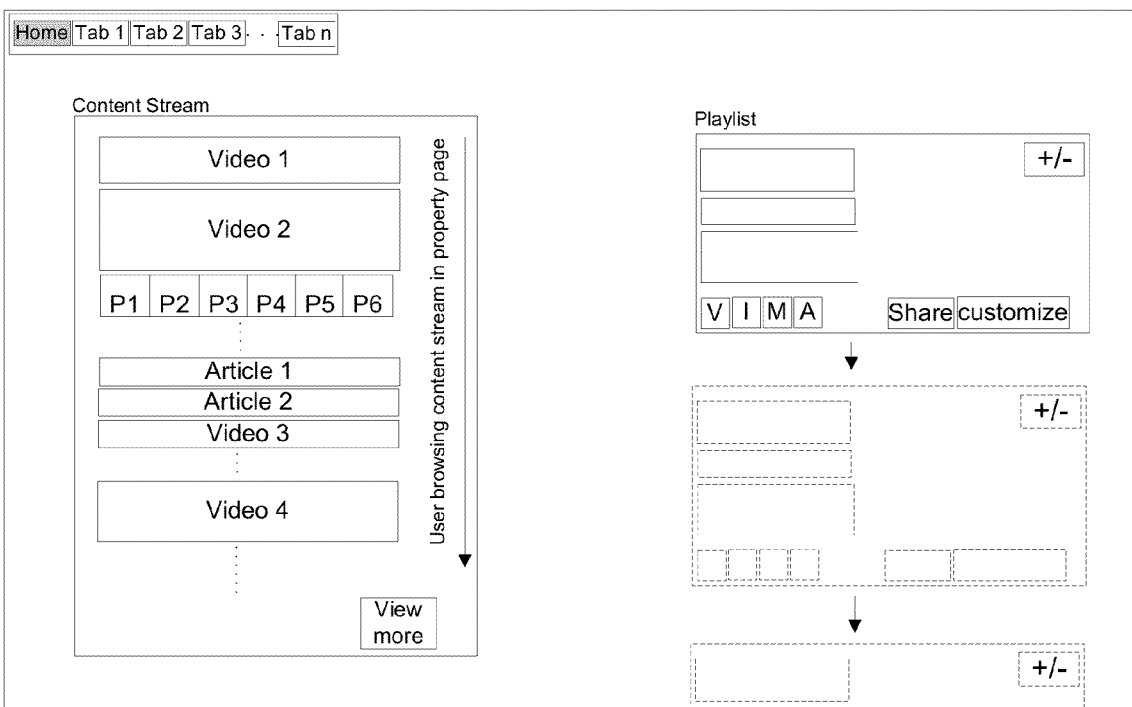 Home Tab 1 Tab 2 Tab 3 . . . Tab n
Content Stream
Video 1
Video 2
P1 P2 P3 P4 P5 P6
Article 1
Article 2
Video 3
Video 4
View
more
User browsing content stream in property page
Playlist
+/-
V I M A Share customize
+/-
+/-